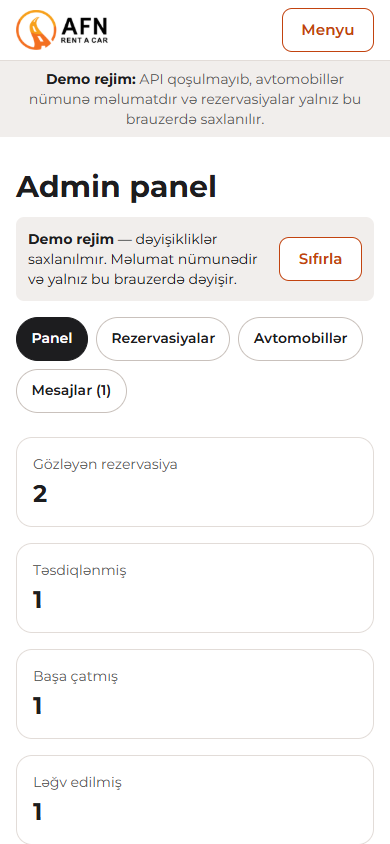 AFN
RENT A CAR
Menyu
Demo rejim: API qoşulmayıb, avtomobillər
nümunə məlumatdır və rezervasiyalar yalnız bu
brauzerdə saxlanılır.
Admin panel
Demo rejim — dəyişikliklər
saxlanılmır. Məlumat nümunədir
və yalnız bu brauzerdə dəyişir.
Sıfırla
Panel
Rezervasiyalar
Avtomobillər
Mesajlar (1)
Gözləyən rezervasiya
2
Təsdiqlənmiş
1
Başa çatmış
1
Ləğv edilmiş
1